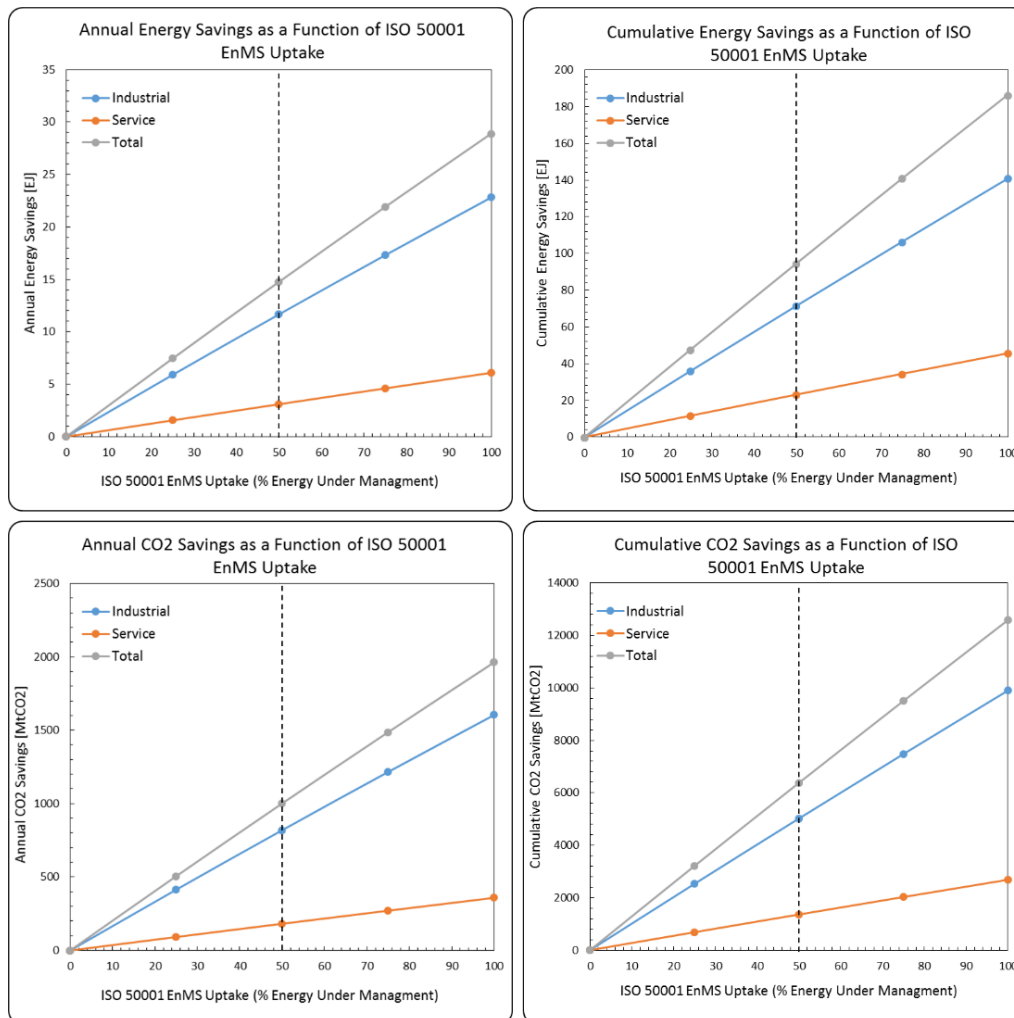 Annual Energy Savings as a Function of ISO 50001
EnMS Uptake
35
30
25
20
15
10
5
0
Annual Energy Savings [EJ]
Industrial
Service
Total
0 10 20 30 40 50 60 70 80 90 100
ISO 50001 EnMS Uptake (% Energy Under Managment)
Cumulative Energy Savings as a Function of ISO
50001 EnMS Uptake
200
180
160
140
120
100
80
60
40
20
0
Cumulative Energy Savings [EJ]
Industrial
Service
Total
0 10 20 30 40 50 60 70 80 90 100
ISO 50001 EnMS Uptake (% Energy Under Managment)
Annual CO2 Savings as a Function of ISO 50001
EnMS Uptake
2500
2000
1500
1000
500
0
Annual CO2 Savings [MtCO2]
Industrial
Service
Total
0 10 20 30 40 50 60 70 80 90 100
ISO 50001 EnMS Uptake (% Energy Under Managment)
Cumulative CO2 Savings as a Function of ISO
50001 EnMS Uptake
14000
12000
10000
8000
6000
4000
2000
0
Cumulative CO2 Savings [MtCO2]
Industrial
Service
Total
0 10 20 30 40 50 60 70 80 90 100
ISO 50001 EnMS Uptake (% Energy Under Managment)